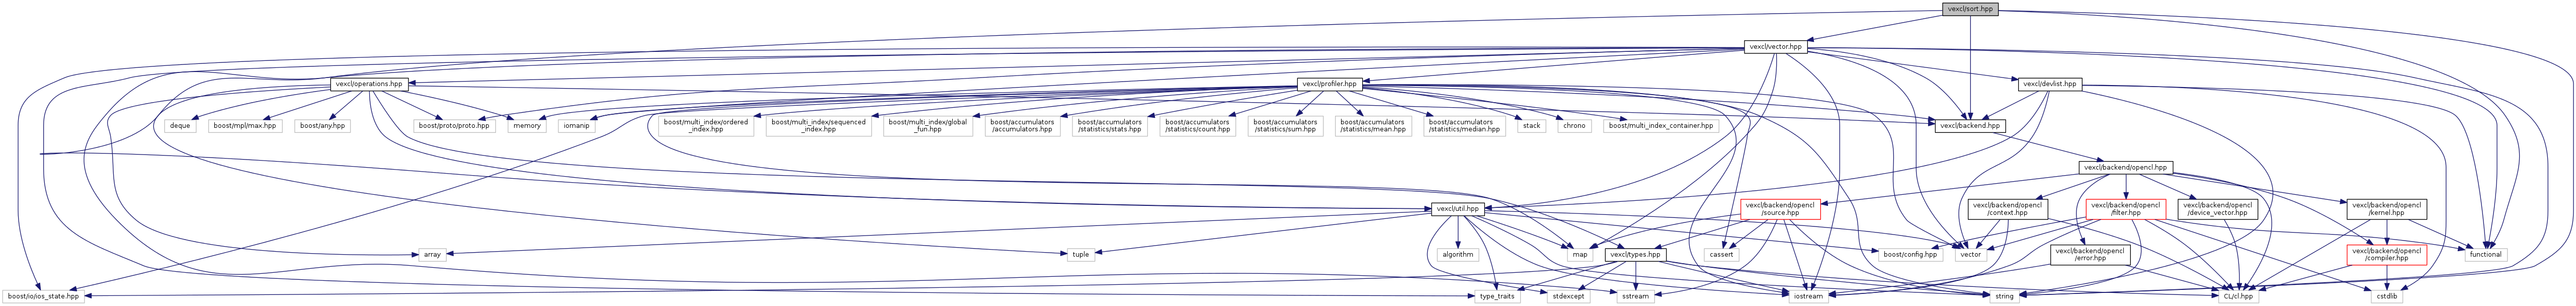 vexcl/sort.hpp
vexcl/vector.hpp
vexcl/operations.hpp
vexcl/profiler.hpp
vexcl/devlist.hpp
deque
boost/mpl/max.hpp
boost/any.hpp
boost/proto/proto.hpp
memory
iomanip
boost/multi_index/ordered
_index.hpp
boost/multi_index/sequenced
_index.hpp
boost/multi_index/global
_fun.hpp
boost/accumulators
/accumulators.hpp
boost/accumulators
/statistics/stats.hpp
boost/accumulators
/statistics/count.hpp
boost/accumulators
/statistics/sum.hpp
boost/accumulators
/statistics/mean.hpp
boost/accumulators
/statistics/median.hpp
stack
chrono
boost/multi_index_container.hpp
vexcl/backend.hpp
vexcl/backend/opencl.hpp
vexcl/util.hpp
vexcl/backend/opencl
/source.hpp
vexcl/backend/opencl
/context.hpp
vexcl/backend/opencl
/filter.hpp
vexcl/backend/opencl
/device_vector.hpp
vexcl/backend/opencl
/kernel.hpp
array
tuple
algorithm
map
vexcl/types.hpp
cassert
boost/config.hpp
vector
vexcl/backend/opencl
/error.hpp
vexcl/backend/opencl
/compiler.hpp
functional
boost/io/ios_state.hpp
type_traits
stdexcept
sstream
iostream
string
CL/cl.hpp
cstdlib